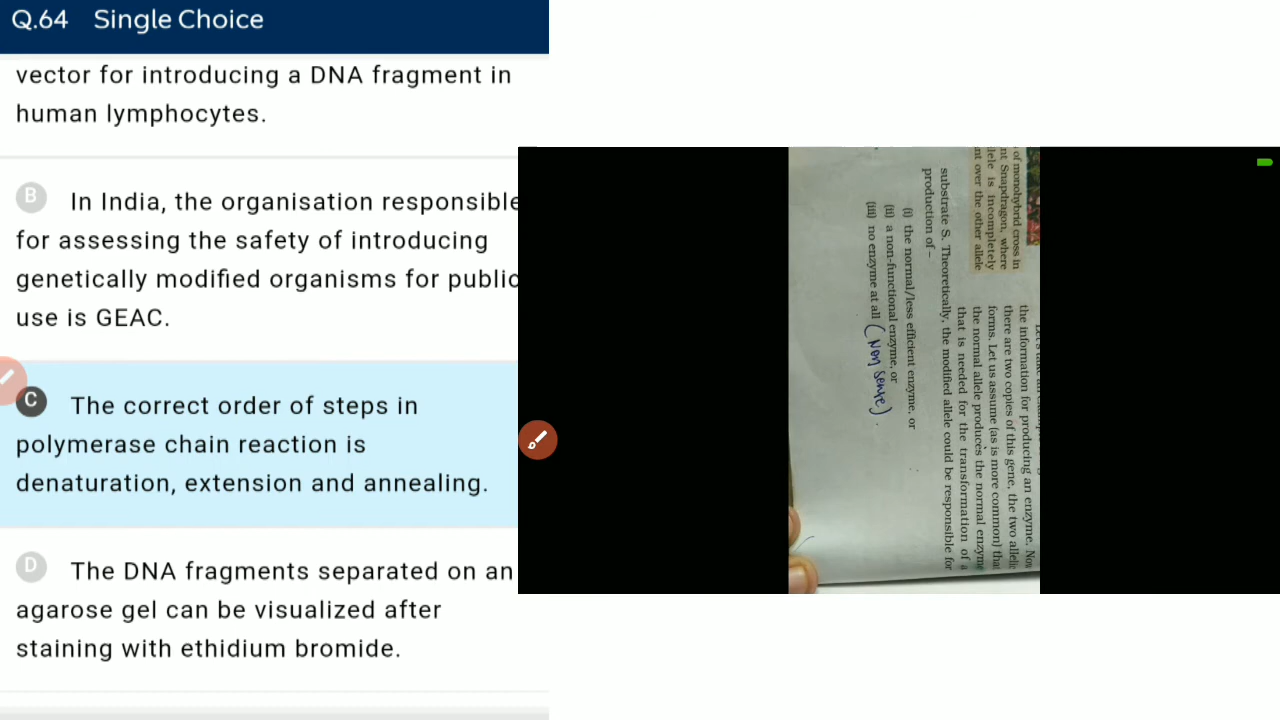 Q.64 Single Choice
vector for introducing a DNA fragment in
human lymphocytes.
B In India, the organisation responsible
for assessing the safety of introducing
genetically modified organisms for public
use is GEAC.
C The correct order of steps in
polymerase chain reaction is
denaturation, extension and annealing.
D The DNA fragments separated on an
agarose gel can be visualized after
staining with ethidium bromide.
of monohybrid cross in
nt Snapdragon, where
lele is incompletely
nt over the other allele
the information for producing an enzyme. Now
there are two copies of this gene, the two allelic
forms. Let us assume (as is more common) that
the normal allele produces the normal enzyme
that is needed for the transformation of a
substrate S. Theoretically, the modified allele could be responsible for
production of –
(i) the normal/less efficient enzyme, or
(ii) a non-functional enzyme, or
(iii) no enzyme at all (Non sense).